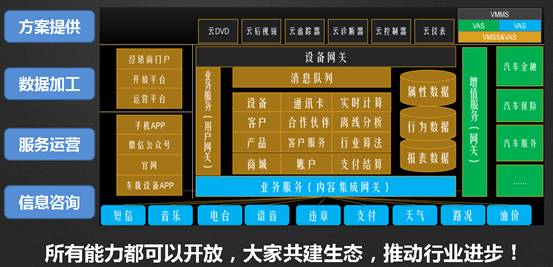 方案提供
数据加工
服务运营
信息咨询
云DVD
云后视镜
云追踪器
云诊断器
云控制器
云仪表
VMMS
VAS
VAS
VMSS&VAS
设备网关
经销商门户
开放平台
运营平台
手机APP
微信公众号
官网
车载设备APP
业务服务（用户网关）
消息队列
设备 通讯卡 实时计算
客户 合作伙伴 离线分析
产品 客户服务 行业算法
商城 账户 支付结算
属性数据
行为数据
报表数据
业务服务（内容集成网关）
增值服务（网关）
汽车金融
汽车保险
汽车服务
……
短信
音乐
电台
语音
违章
支付
天气
路况
油价
所有能力都可以开放，大家共建生态，推动行业进步！